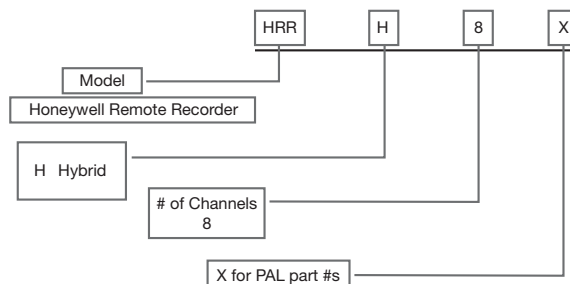 HRR H 8 X
Model
Honeywell Remote Recorder
H Hybrid
# of Channels
8
X for PAL part #s